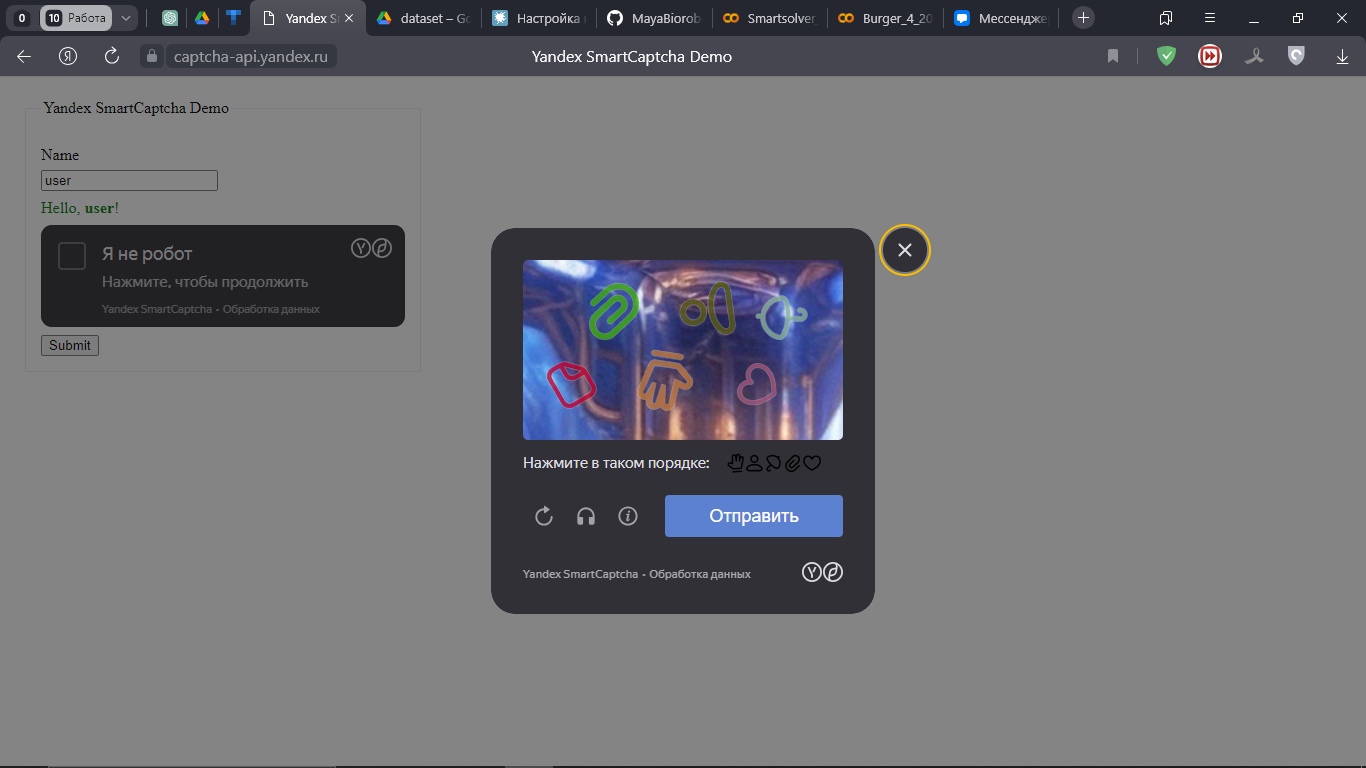 0
10 Работа
Yandex S
dataset – Go
Настройка
MayaBiorob
Smartsolver
Burger_4_20
Мессендже
captcha-api.yandex.ru
Yandex SmartCaptcha Demo
Yandex SmartCaptcha Demo
Name
user
Hello, user!
Я не робот
Нажмите, чтобы продолжить
Yandex SmartCaptcha • Обработка данных
Submit
Нажмите в таком порядке:
Отправить
Yandex SmartCaptcha • Обработка данных